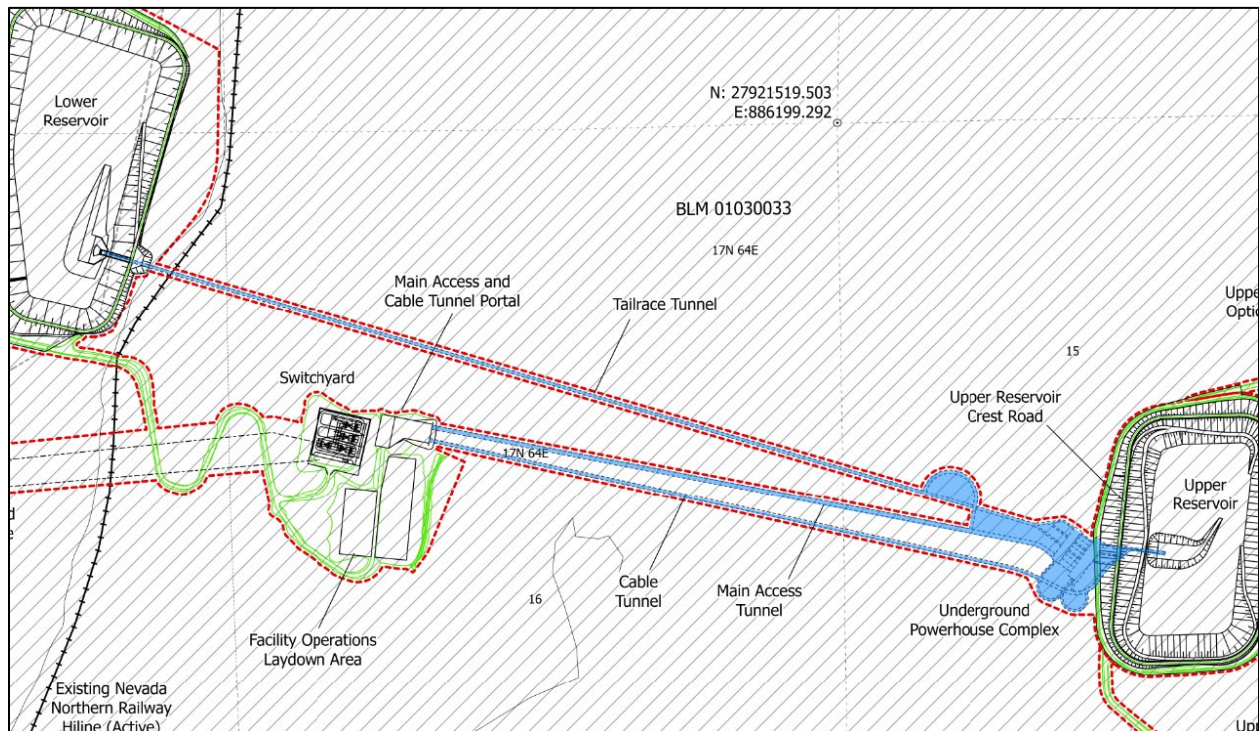 Lower
Reservoir
N: 27921519.503
E:886199.292
BLM 01030033
17N 64E
Main Access and
Cable Tunnel Portal
Tailrace Tunnel
Switchyard
15
Upper Reservoir
Crest Road
Upper
Reservoir
17N 64E
16
Cable
Tunnel
Main Access
Tunnel
Underground
Powerhouse Complex
Facility Operations
Laydown Area
Existing Nevada
Northern Railway
Hiline (Active)